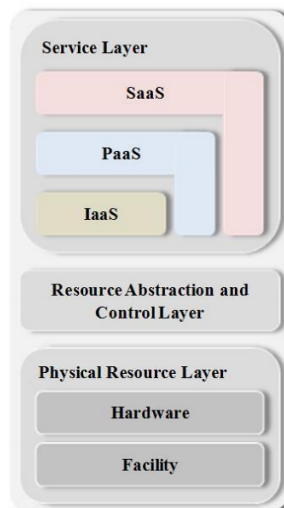 Service Layer
SaaS
PaaS
IaaS
Resource Abstraction and
Control Layer
Physical Resource Layer
Hardware
Facility